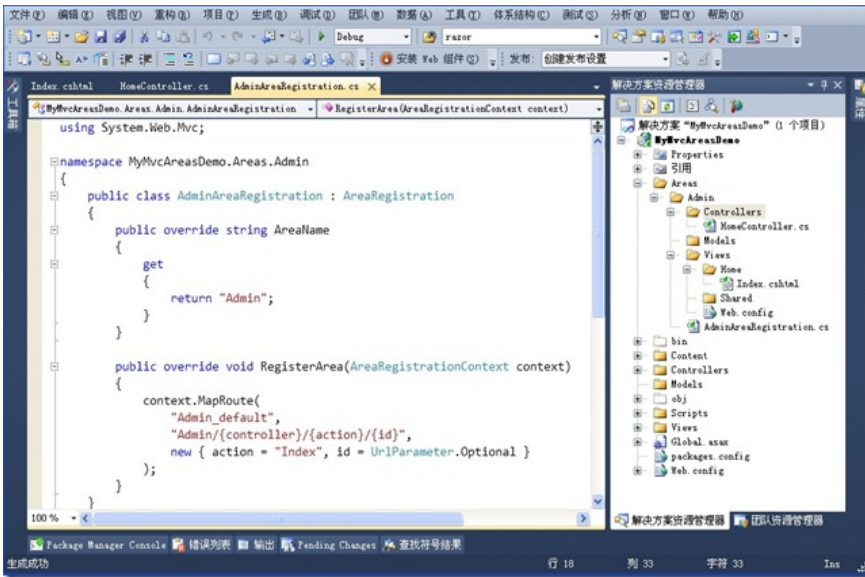 文件(F) 编辑(E) 视图(V) 重构(R) 项目(P) 生成(B) 调试(D) 团队(M) 数据(A) 工具(T) 体系结构(C) 测试(S) 分析(N) 窗口(W) 帮助(H)
Debug razor
安装 Web 组件(S) 发布: 创建发布设置
Index.cshtml HomeController.cs AdminAreaRegistration.cs
MyMvcAreasDemo.Areas.Admin.AdminAreaRegistration RegisterArea(AreaRegistrationContext context)
工具箱
using System.Web.Mvc;
namespace MyMvcAreasDemo.Areas.Admin
{
public class AdminAreaRegistration : AreaRegistration
{
public override string AreaName
{
get
{
return "Admin";
}
}
public override void RegisterArea(AreaRegistrationContext context)
{
context.MapRoute(
"Admin_default",
"Admin/{controller}/{action}/{id}",
new { action = "Index", id = UrlParameter.Optional }
);
}
}
100 %
解决方案资源管理器
解决方案 "MyMvcAreasDemo" (1 个项目)
MyMvcAreasDemo
Properties
引用
Areas
Admin
Controllers
HomeController.cs
Models
Views
Home
Index.cshtml
Shared
Web.config
AdminAreaRegistration.cs
bin
Content
Controllers
Models
obj
Scripts
Views
Global.asax
packages.config
Web.config
解决方案资源管理器 团队资源管理器
属性
Package Manager Console 错误列表 输出 Pending Changes 查找符号结果
生成成功 行 18 列 33 字符 33 Ins